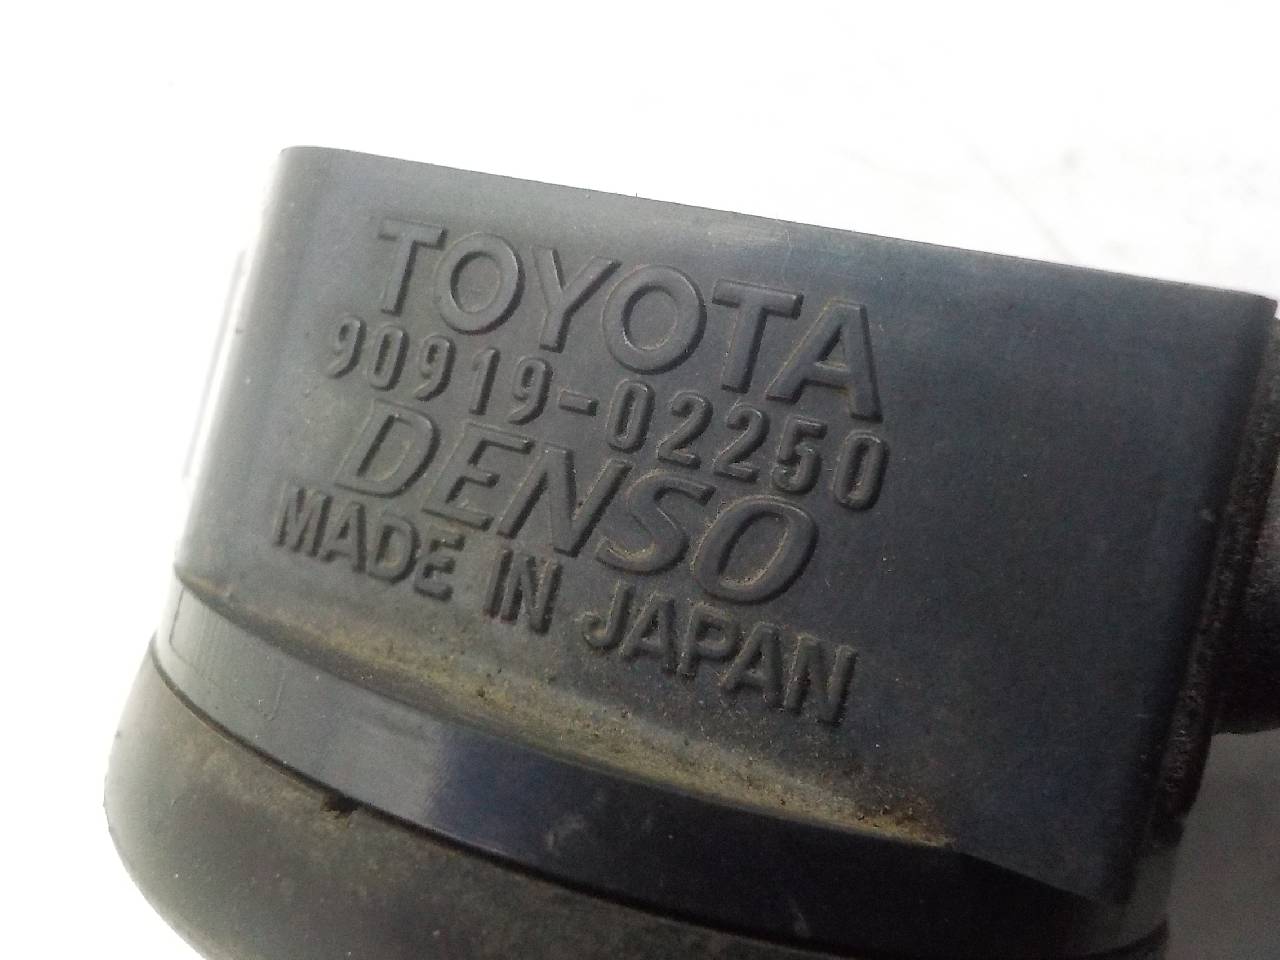 TOYOTA
90919-02250
DENSO
MADE IN JAPAN